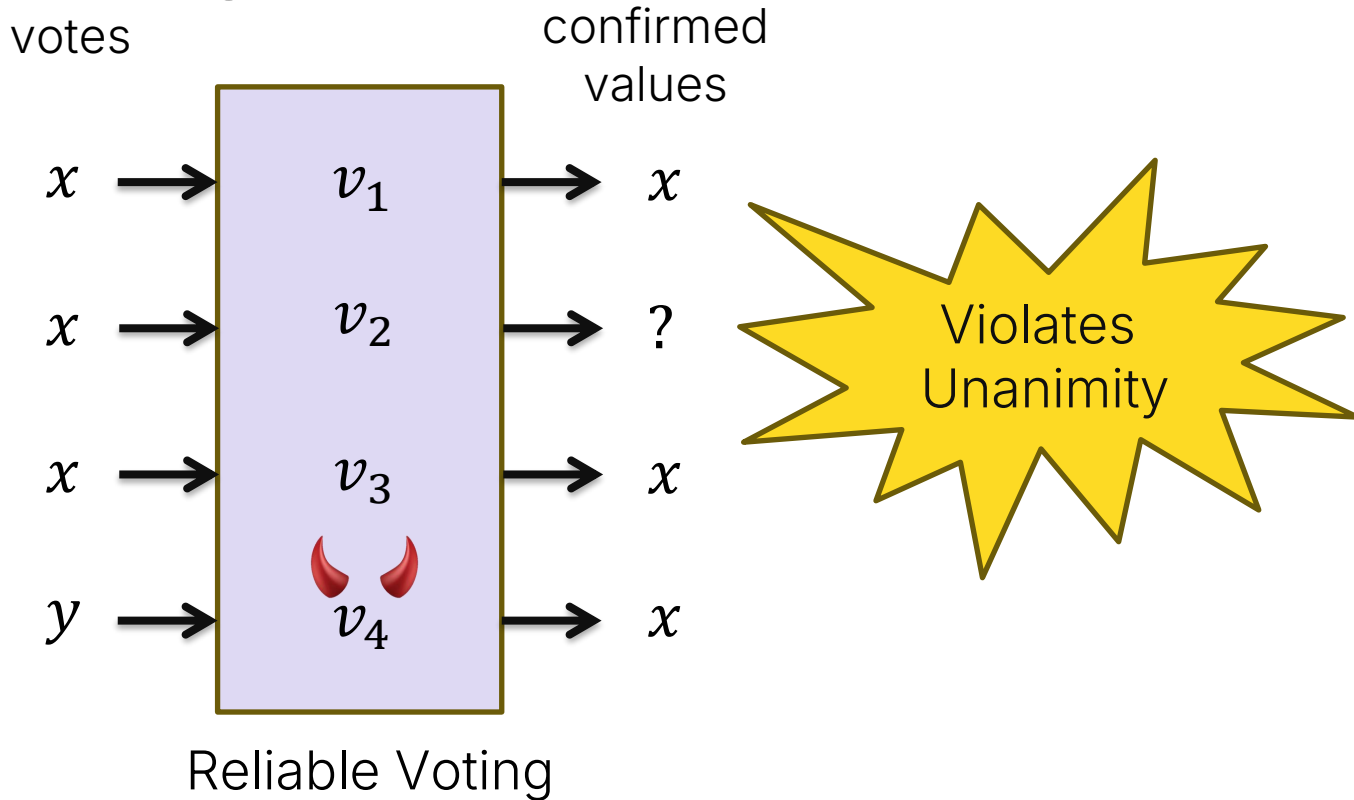 votes
confirmed
values
x v₁ x
x v₂ ?
x v₃ x
y v₄ x
Violates
Unanimity
Reliable Voting